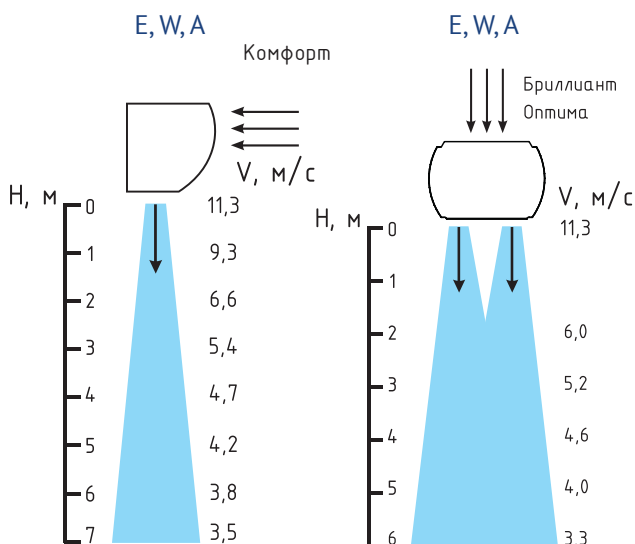 E, W, A
Комфорт
V, м/с
H, м
0 11,3
1 9,3
2 6,6
3 5,4
4 4,7
5 4,2
6 3,8
7 3,5
E, W, A
Бриллиант
Оптима
V, м/с
H, м
0 11,3
1
2 6,0
3 5,2
4 4,6
5 4,0
6 3,3